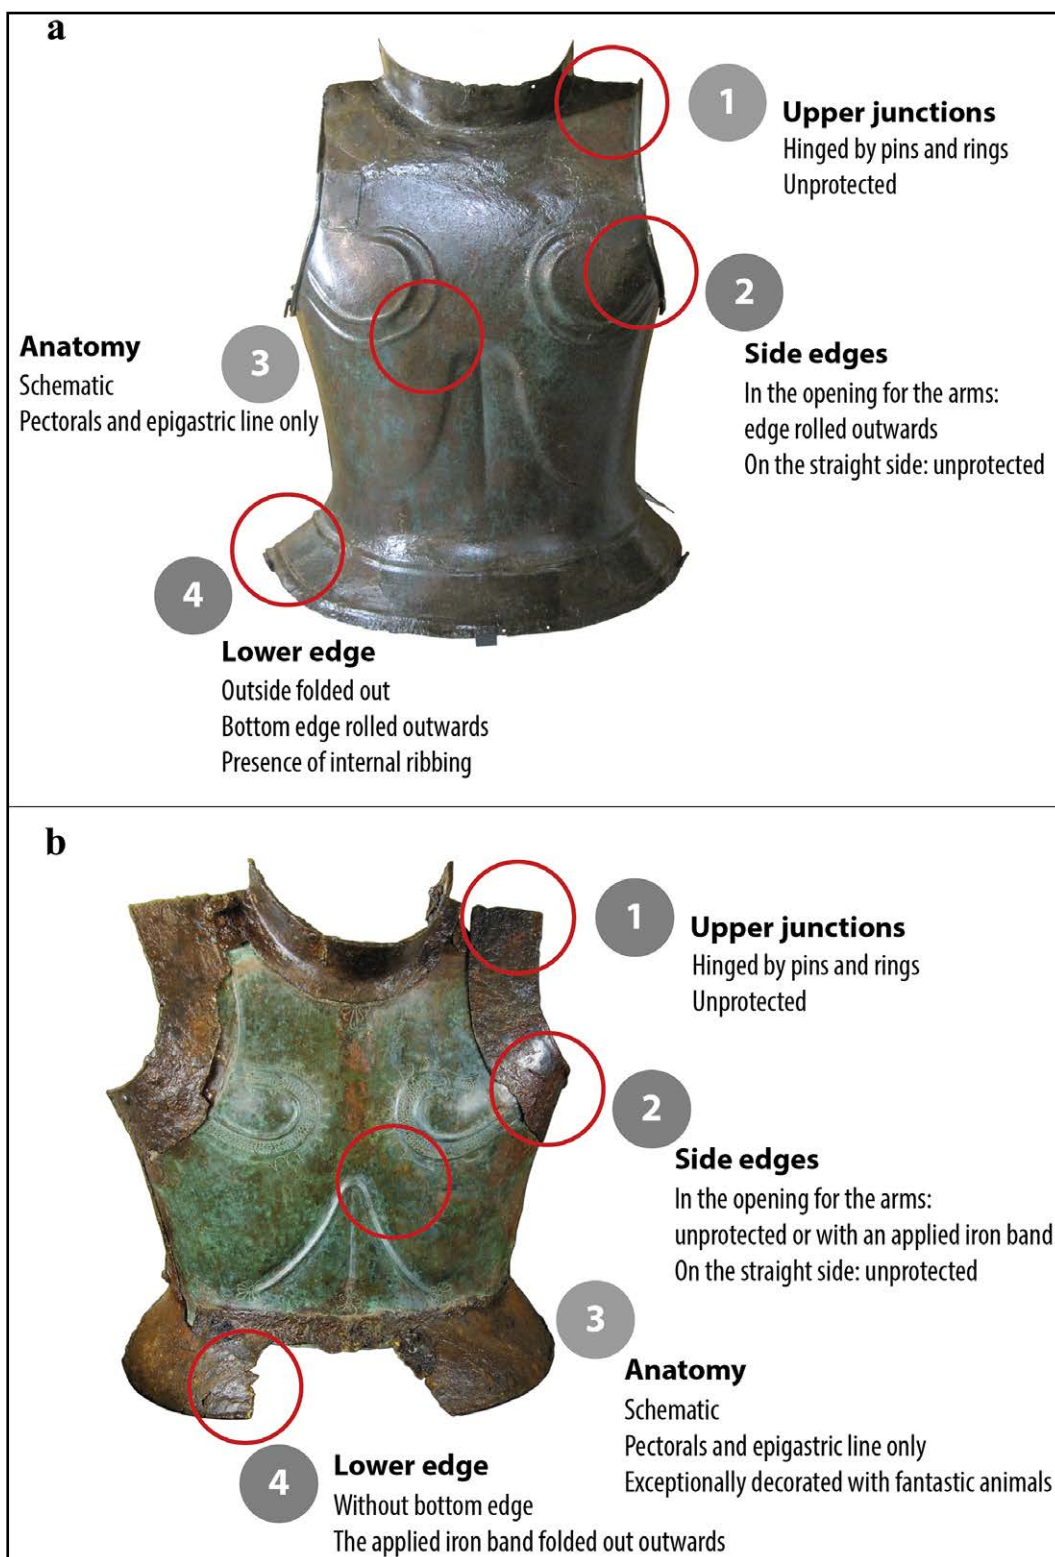 a
1
Upper junctions
Hinged by pins and rings
Unprotected
2
Side edges
In the opening for the arms:
edge rolled outwards
On the straight side: unprotected
3
Anatomy
Schematic
Pectorals and epigastric line only
4
Lower edge
Outside folded out
Bottom edge rolled outwards
Presence of internal ribbing
b
1
Upper junctions
Hinged by pins and rings
Unprotected
2
Side edges
In the opening for the arms:
unprotected or with an applied iron band
On the straight side: unprotected
3
Anatomy
Schematic
Pectorals and epigastric line only
Exceptionally decorated with fantastic animals
4
Lower edge
Without bottom edge
The applied iron band folded out outwards